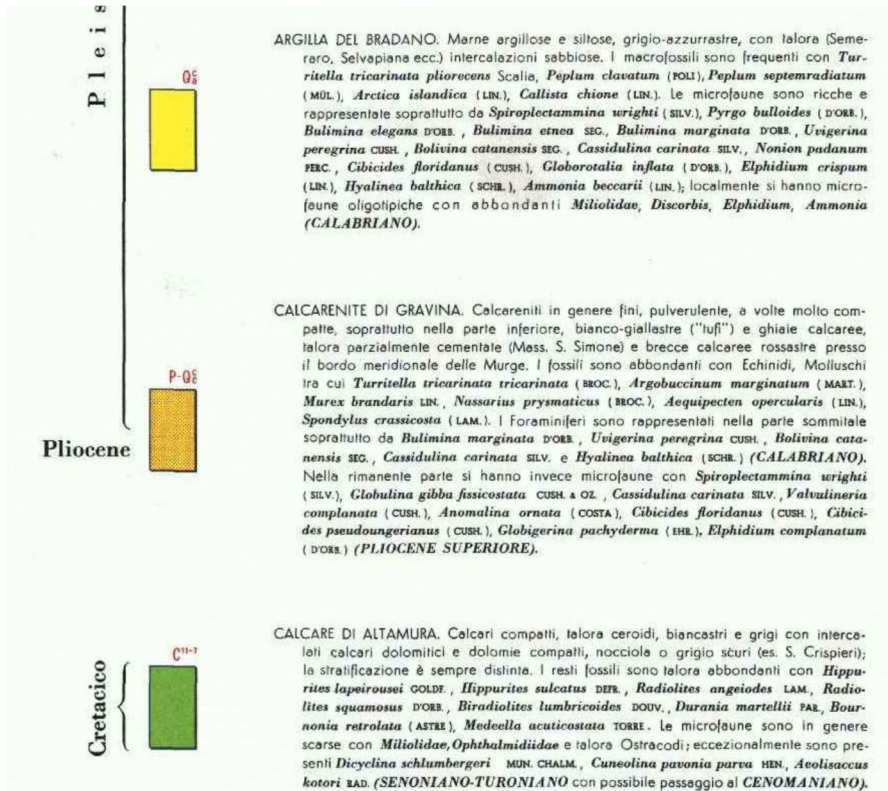 Pleis
Q^c_a
ARGILLA DEL BRADANO. Marne argillose e siltose, grigio-azzurrastre, con talora (Seme-
raro, Selvapiana ecc.) intercalazioni sabbiose. I macrofossili sono frequenti con Tur-
ritella tricarinata pliorecens Scalia, Peplum clavatum (POLI), Peplum septemradiatum
(MÜL.), Arctica islandica (LIN.), Callista chione (LIN.). Le microfaune sono ricche e
rappresentate soprattutto da Spiroplectammina wrighti (SILV.), Pyrgo bulloides (D'ORB.),
Bulimina elegans D'ORB., Bulimina etnea SEG., Bulimina marginata D'ORB., Uvigerina
peregrina CUSH., Bolivina catanensis SEG., Cassidulina carinata SILV., Nonion padanum
PERC., Cibicides floridanus (CUSH.), Globorotalia inflata (D'ORB.), Elphidium crispum
(LIN.), Hyalinea balthica (SCHR.), Ammonia beccarii (LIN.); localmente si hanno micro-
faune oligotipiche con abbondanti Miliolidae, Discorbis, Elphidium, Ammonia
(CALABRIANO).
P-Q^c_c
Pliocene
CALCARENITE DI GRAVINA. Calcareniti in genere fini, pulverulente, a volte molto com-
patte, soprattutto nella parte inferiore, bianco-giallastre ("tufi") e ghiaie calcaree,
talora parzialmente cementate (Mass. S. Simone) e brecce calcaree rossastre presso
il bordo meridionale delle Murge. I fossili sono abbondanti con Echinidi, Molluschi
tra cui Turritella tricarinata tricarinata (BROC.), Argobuccinum marginatum (MART.),
Murex brandaris LIN., Nassarius prysmaticus (BROC.), Aequipecten opercularis (LIN.),
Spondylus crassicosta (LAM.). I Foraminiferi sono rappresentati nella parte sommitale
soprattutto da Bulimina marginata D'ORB., Uvigerina peregrina CUSH., Bolivina cata-
nensis SEG., Cassidulina carinata SILV. e Hyalinea balthica (SCHR.) (CALABRIANO).
Nella rimanente parte si hanno invece microfaune con Spiroplectammina wrighti
(SILV.), Globulina gibba fissicostata CUSH. & OZ., Cassidulina carinata SILV., Valvulineria
complanata (CUSH.), Anomalina ornata (COSTA), Cibicides floridanus (CUSH.), Cibici-
des pseudoungerianus (CUSH.), Globigerina pachyderma (EHR.), Elphidium complanatum
(D'ORB.) (PLIOCENE SUPERIORE).
Cretacico
C^11-7
CALCARE DI ALTAMURA. Calcari compatti, talora ceroidi, biancastri e grigi con interca-
lati calcari dolomitici e dolomie compatti, nocciola o grigio scuri (es. S. Crispieri);
la stratificazione è sempre distinta. I resti fossili sono talora abbondanti con Hippu-
rites lapeirousei GOLDF., Hippurites sulcatus DEFR., Radiolites angeiodes LAM., Radio-
lites squamosus D'ORB., Biradiolites lumbricoides DOUV., Durania martellii PAR., Bour-
nonia retrolata (ASTRE), Medeella acuticostata TORRE. Le microfaune sono in genere
scarse con Miliolidae, Ophthalmidiidae e talora Ostracodi; eccezionalmente sono pre-
senti Dicyclina schlumbergeri MUN. CHALM., Cuneolina pavonia parva HEN., Aeolisaccus
kotori RAD. (SENONIANO-TURONIANO con possibile passaggio al CENOMANIANO).